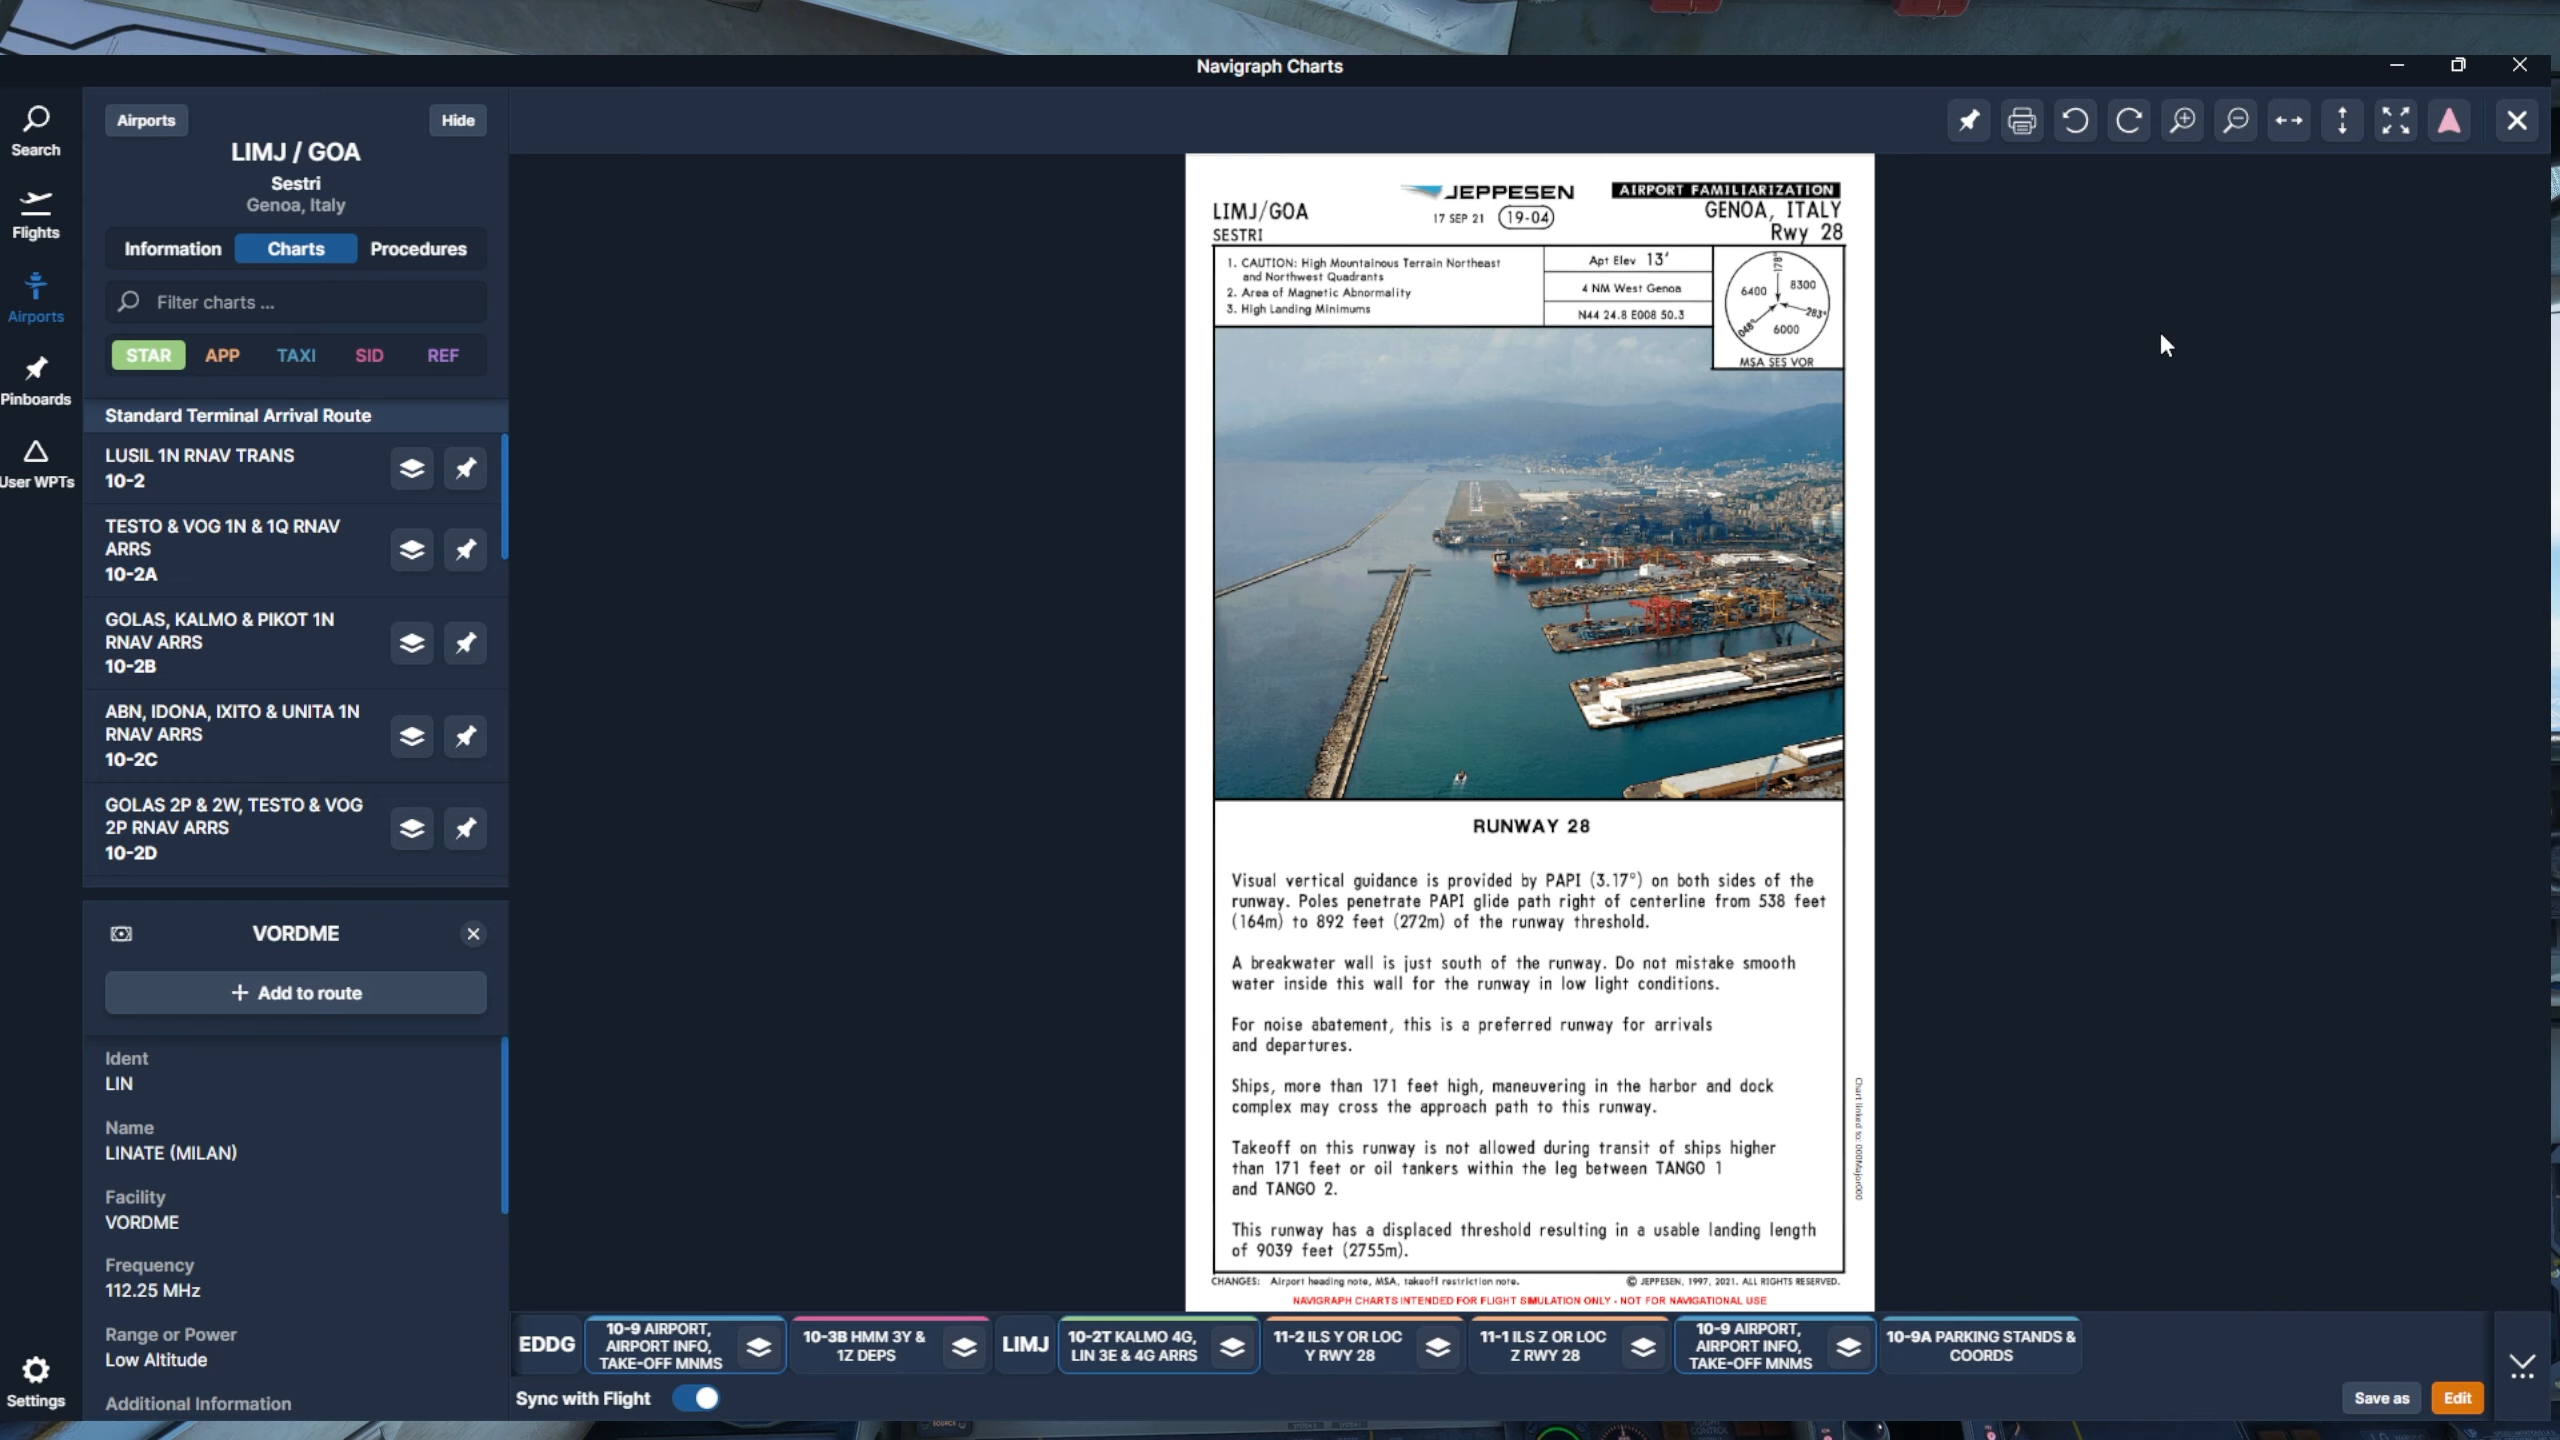 Navigraph Charts
Search
Flights
Airports
Pinboards
User WPTs
Settings
Airports
Hide
LIMJ / GOA
Sestri
Genoa, Italy
Information
Charts
Procedures
Filter charts ...
STAR
APP
TAXI
SID
REF
Standard Terminal Arrival Route
LUSIL 1N RNAV TRANS
10-2
TESTO & VOG 1N & 1Q RNAV
ARRS
10-2A
GOLAS, KALMO & PIKOT 1N
RNAV ARRS
10-2B
ABN, IDONA, IXITO & UNITA 1N
RNAV ARRS
10-2C
GOLAS 2P & 2W, TESTO & VOG
2P RNAV ARRS
10-2D
VORDME
Add to route
Ident
LIN
Name
LINATE (MILAN)
Facility
VORDME
Frequency
112.25 MHz
Range or Power
Low Altitude
Additional Information
LIMJ/GOA
SESTRI
JEPPESEN
17 SEP 21
19-04
AIRPORT FAMILIARIZATION
GENOA, ITALY
Rwy 28
1. CAUTION: High Mountainous Terrain Northeast
and Northwest Quadrants
2. Area of Magnetic Abnormality
3. High Landing Minimums
Apt Elev 13'
4 NM West Genoa
N44 24.8 E008 50.3
178°
6400
8300
283°
048°
6000
MSA SES VOR
RUNWAY 28
Visual vertical guidance is provided by PAPI (3.17°) on both sides of the
runway. Poles penetrate PAPI glide path right of centerline from 538 feet
(164m) to 892 feet (272m) of the runway threshold.
A breakwater wall is just south of the runway. Do not mistake smooth
water inside this wall for the runway in low light conditions.
For noise abatement, this is a preferred runway for arrivals
and departures.
Ships, more than 171 feet high, maneuvering in the harbor and dock
complex may cross the approach path to this runway.
Takeoff on this runway is not allowed during transit of ships higher
than 171 feet or oil tankers within the leg between TANGO 1
and TANGO 2.
This runway has a displaced threshold resulting in a usable landing length
of 9039 feet (2755m).
Chart linked to: 000Major000
CHANGES: Airport heading note, MSA, takeoff restriction note.
© JEPPESEN, 1997, 2021. ALL RIGHTS RESERVED.
NAVIGRAPH CHARTS INTENDED FOR FLIGHT SIMULATION ONLY - NOT FOR NAVIGATIONAL USE
EDDG
10-9 AIRPORT,
AIRPORT INFO,
TAKE-OFF MNMS
10-3B HMM 3Y &
1Z DEPS
LIMJ
10-2T KALMO 4G,
LIN 3E & 4G ARRS
11-2 ILS Y OR LOC
Y RWY 28
11-1 ILS Z OR LOC
Z RWY 28
10-9 AIRPORT,
AIRPORT INFO,
TAKE-OFF MNMS
10-9A PARKING STANDS &
COORDS
Sync with Flight
Save as
Edit